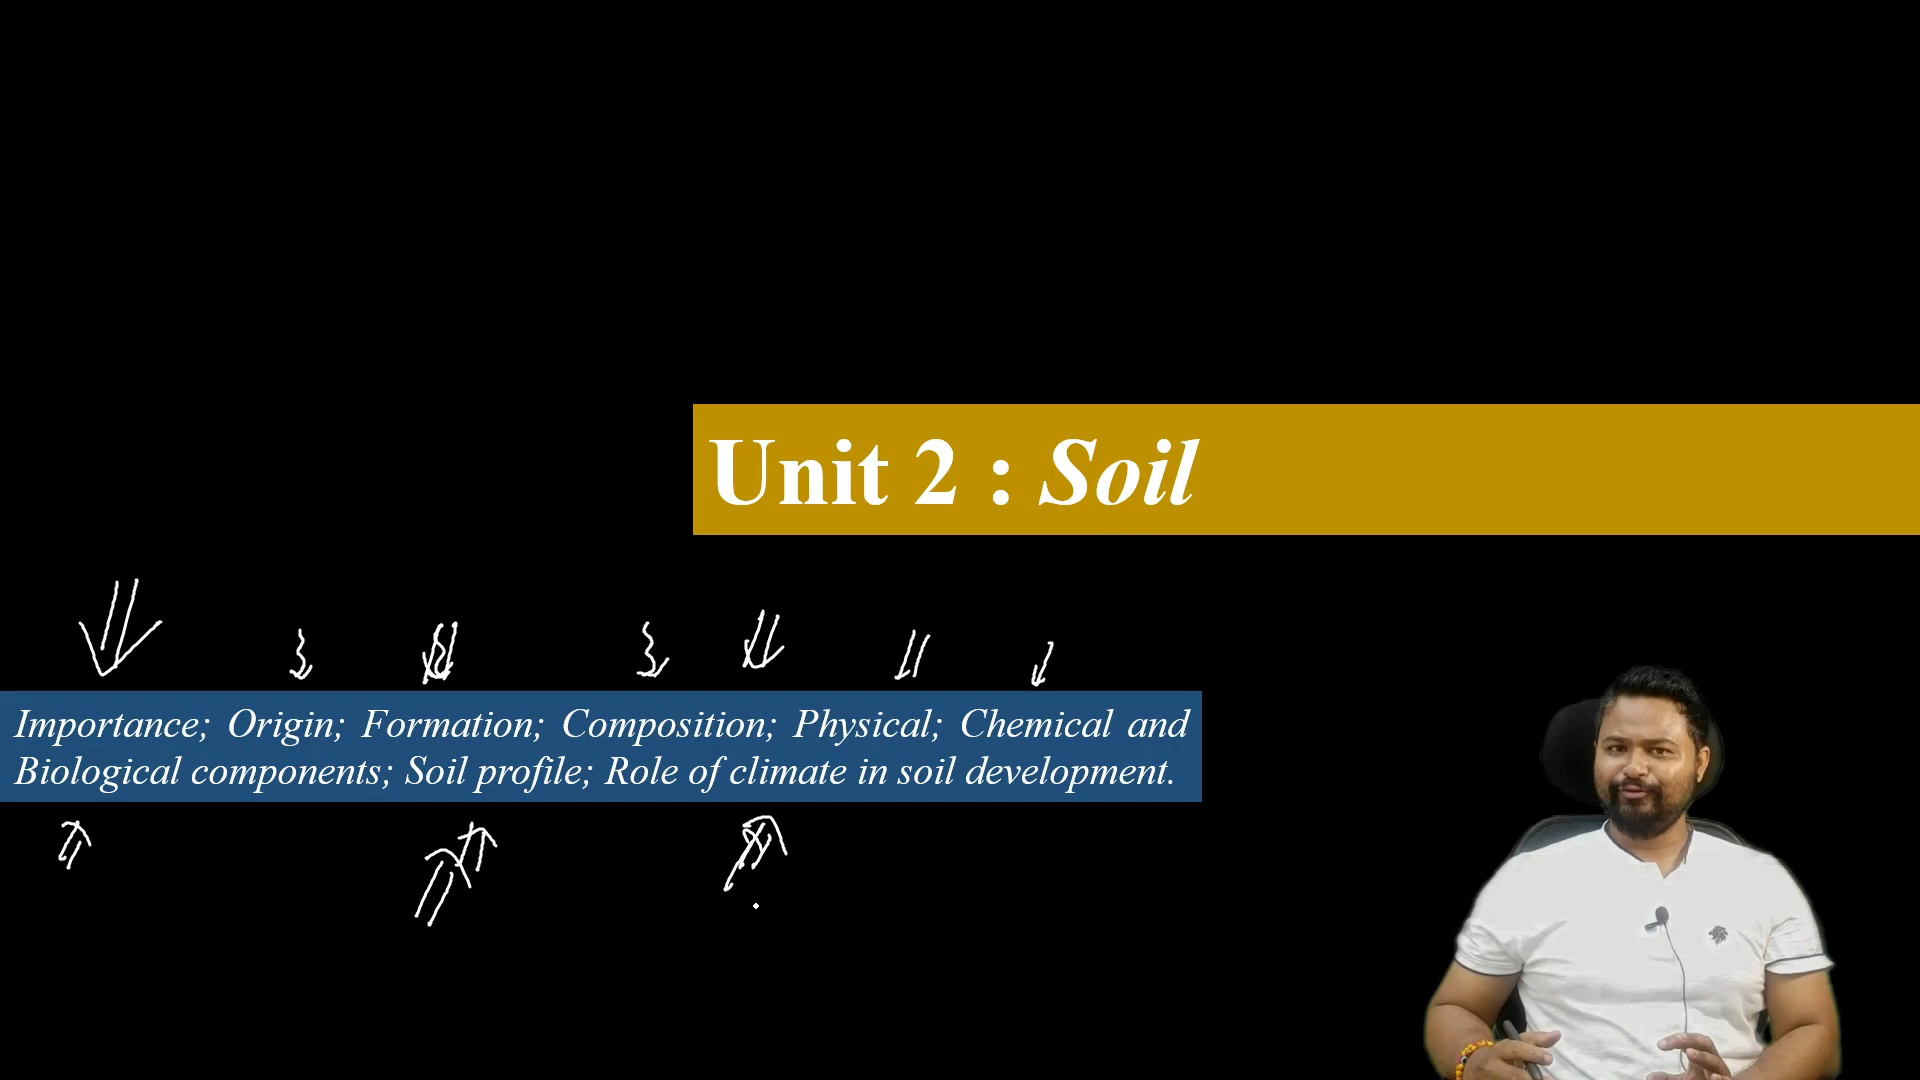 Unit 2 : Soil
Importance; Origin; Formation; Composition; Physical; Chemical and
Biological components; Soil profile; Role of climate in soil development.